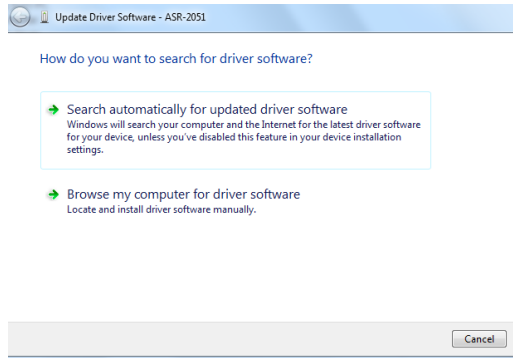 Update Driver Software - ASR-2051
How do you want to search for driver software?
Search automatically for updated driver software
Windows will search your computer and the Internet for the latest driver software
for your device, unless you've disabled this feature in your device installation
settings.
Browse my computer for driver software
Locate and install driver software manually.
Cancel